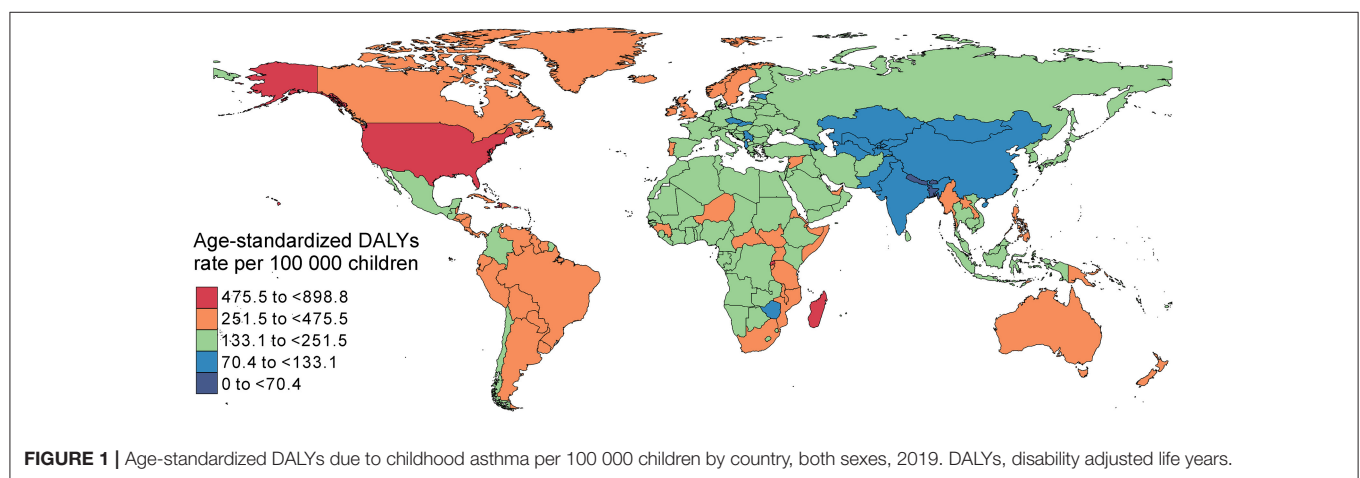 Age-standardized DALYs
rate per 100 000 children
475.5 to <898.8
251.5 to <475.5
133.1 to <251.5
70.4 to <133.1
0 to <70.4
FIGURE 1 | Age-standardized DALYs due to childhood asthma per 100 000 children by country, both sexes, 2019. DALYs, disability adjusted life years.